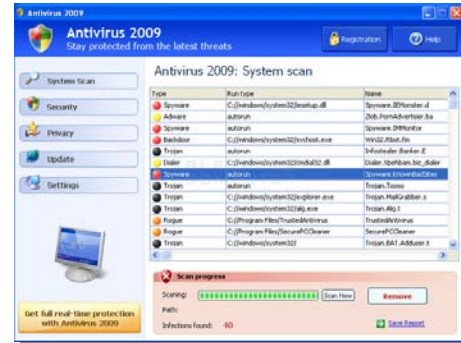 Antivirus 2009
Antivirus 2009
Stay protected from the latest threats
Registration
Help
System Scan
Security
Privacy
Update
Settings
Get full real-time protection
with Antivirus 2009
Antivirus 2009: System scan
Type Run type Name
Spyware C://windows/system32/iesetup.dll Spyware.IEMonster.d
Adware autorun Zlob.PornAdvertiser.ba
Spyware autorun Spyware.IMMonitor
Backdoor C://windows/system32/svchost.exe Win32.Rbot.fm
Trojan autorun Infostealer.Banker.E
Dialer C://windows/system32/cmdial32.dll Dialer.Xpehbam.biz_dialer
Spyware autorun Spyware.KnownBadSites
Trojan autorun Trojan.Tooso
Trojan C://windows/system32/explorer.exe Trojan.MailGrabber.s
Trojan C://windows/system32/alg.exe Trojan.Alg.t
Rogue C://Program Files/TrustedAntivirus TrustedAntivirus
Rogue C://Program Files/SecurePCCleaner SecurePCCleaner
Trojan C://windows/system32/ Trojan.BAT.Adduser.t
Scan progress
Scaning:
Scan Now
Remove
Path:
Infections found:
Save Report